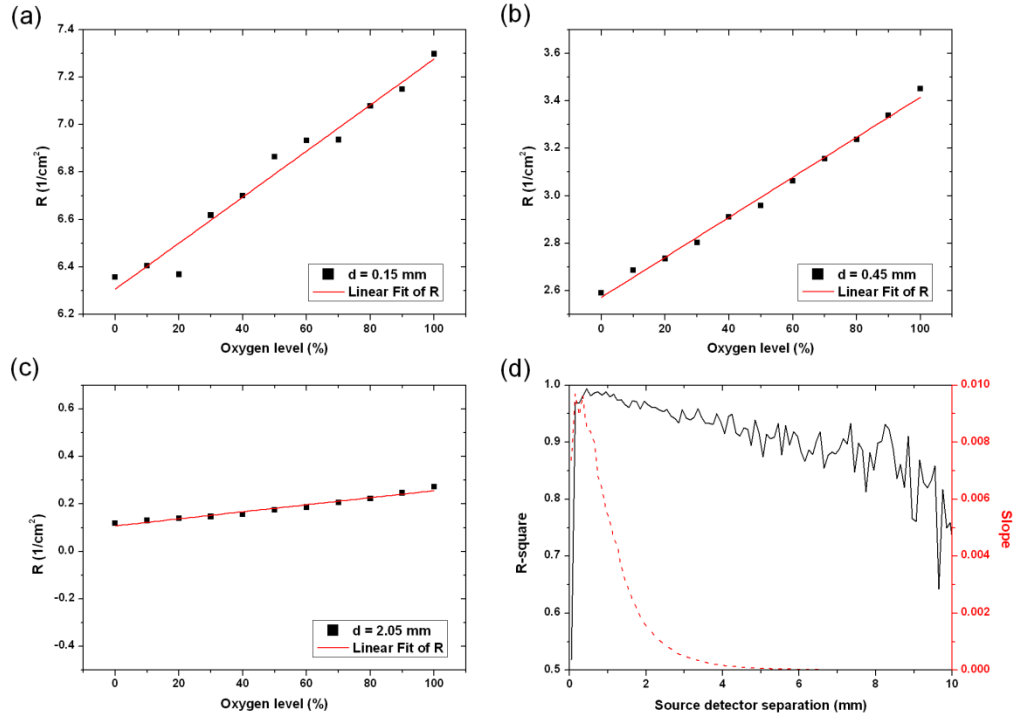 (a)
7.4
7.2
7.0
6.8
6.6
6.4
6.2
R (1/cm²)
0 20 40 60 80 100
Oxygen level (%)
d = 0.15 mm
Linear Fit of R
(b)
3.6
3.4
3.2
3.0
2.8
2.6
R (1/cm²)
0 20 40 60 80 100
Oxygen level (%)
d = 0.45 mm
Linear Fit of R
(c)
0.6
0.4
0.2
0.0
-0.2
-0.4
R (1/cm²)
0 20 40 60 80 100
Oxygen level (%)
d = 2.05 mm
Linear Fit of R
(d)
1.0
0.9
0.8
0.7
0.6
0.5
R-square
0 2 4 6 8 10
Source detector separation (mm)
0.010
0.008
0.006
0.004
0.002
0.000
Slope